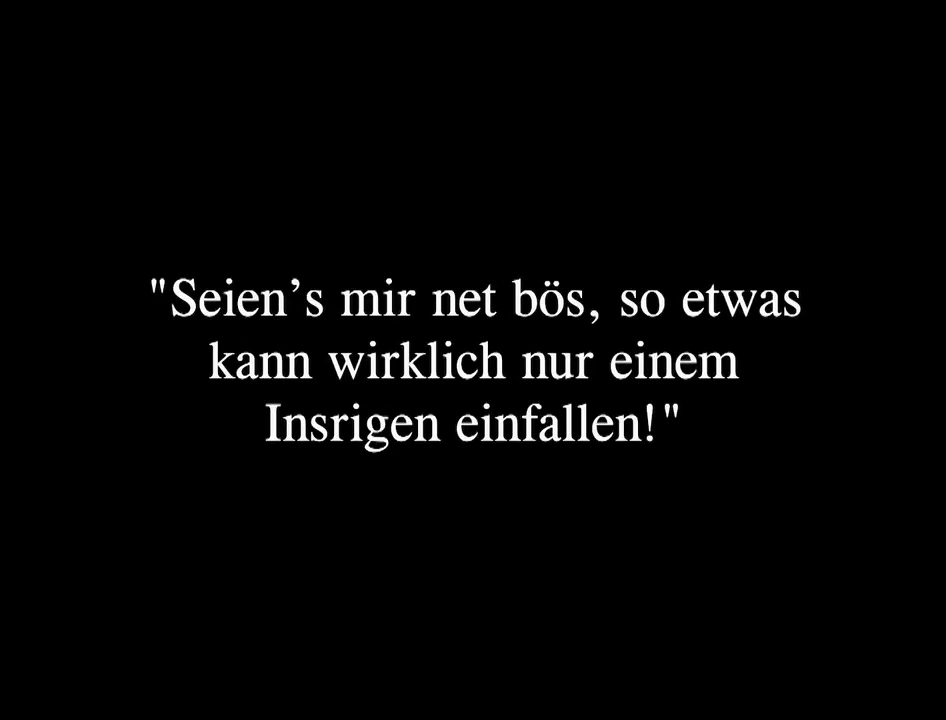 "Seien’s mir net bös, so etwas
kann wirklich nur einem
Insrigen einfallen!"